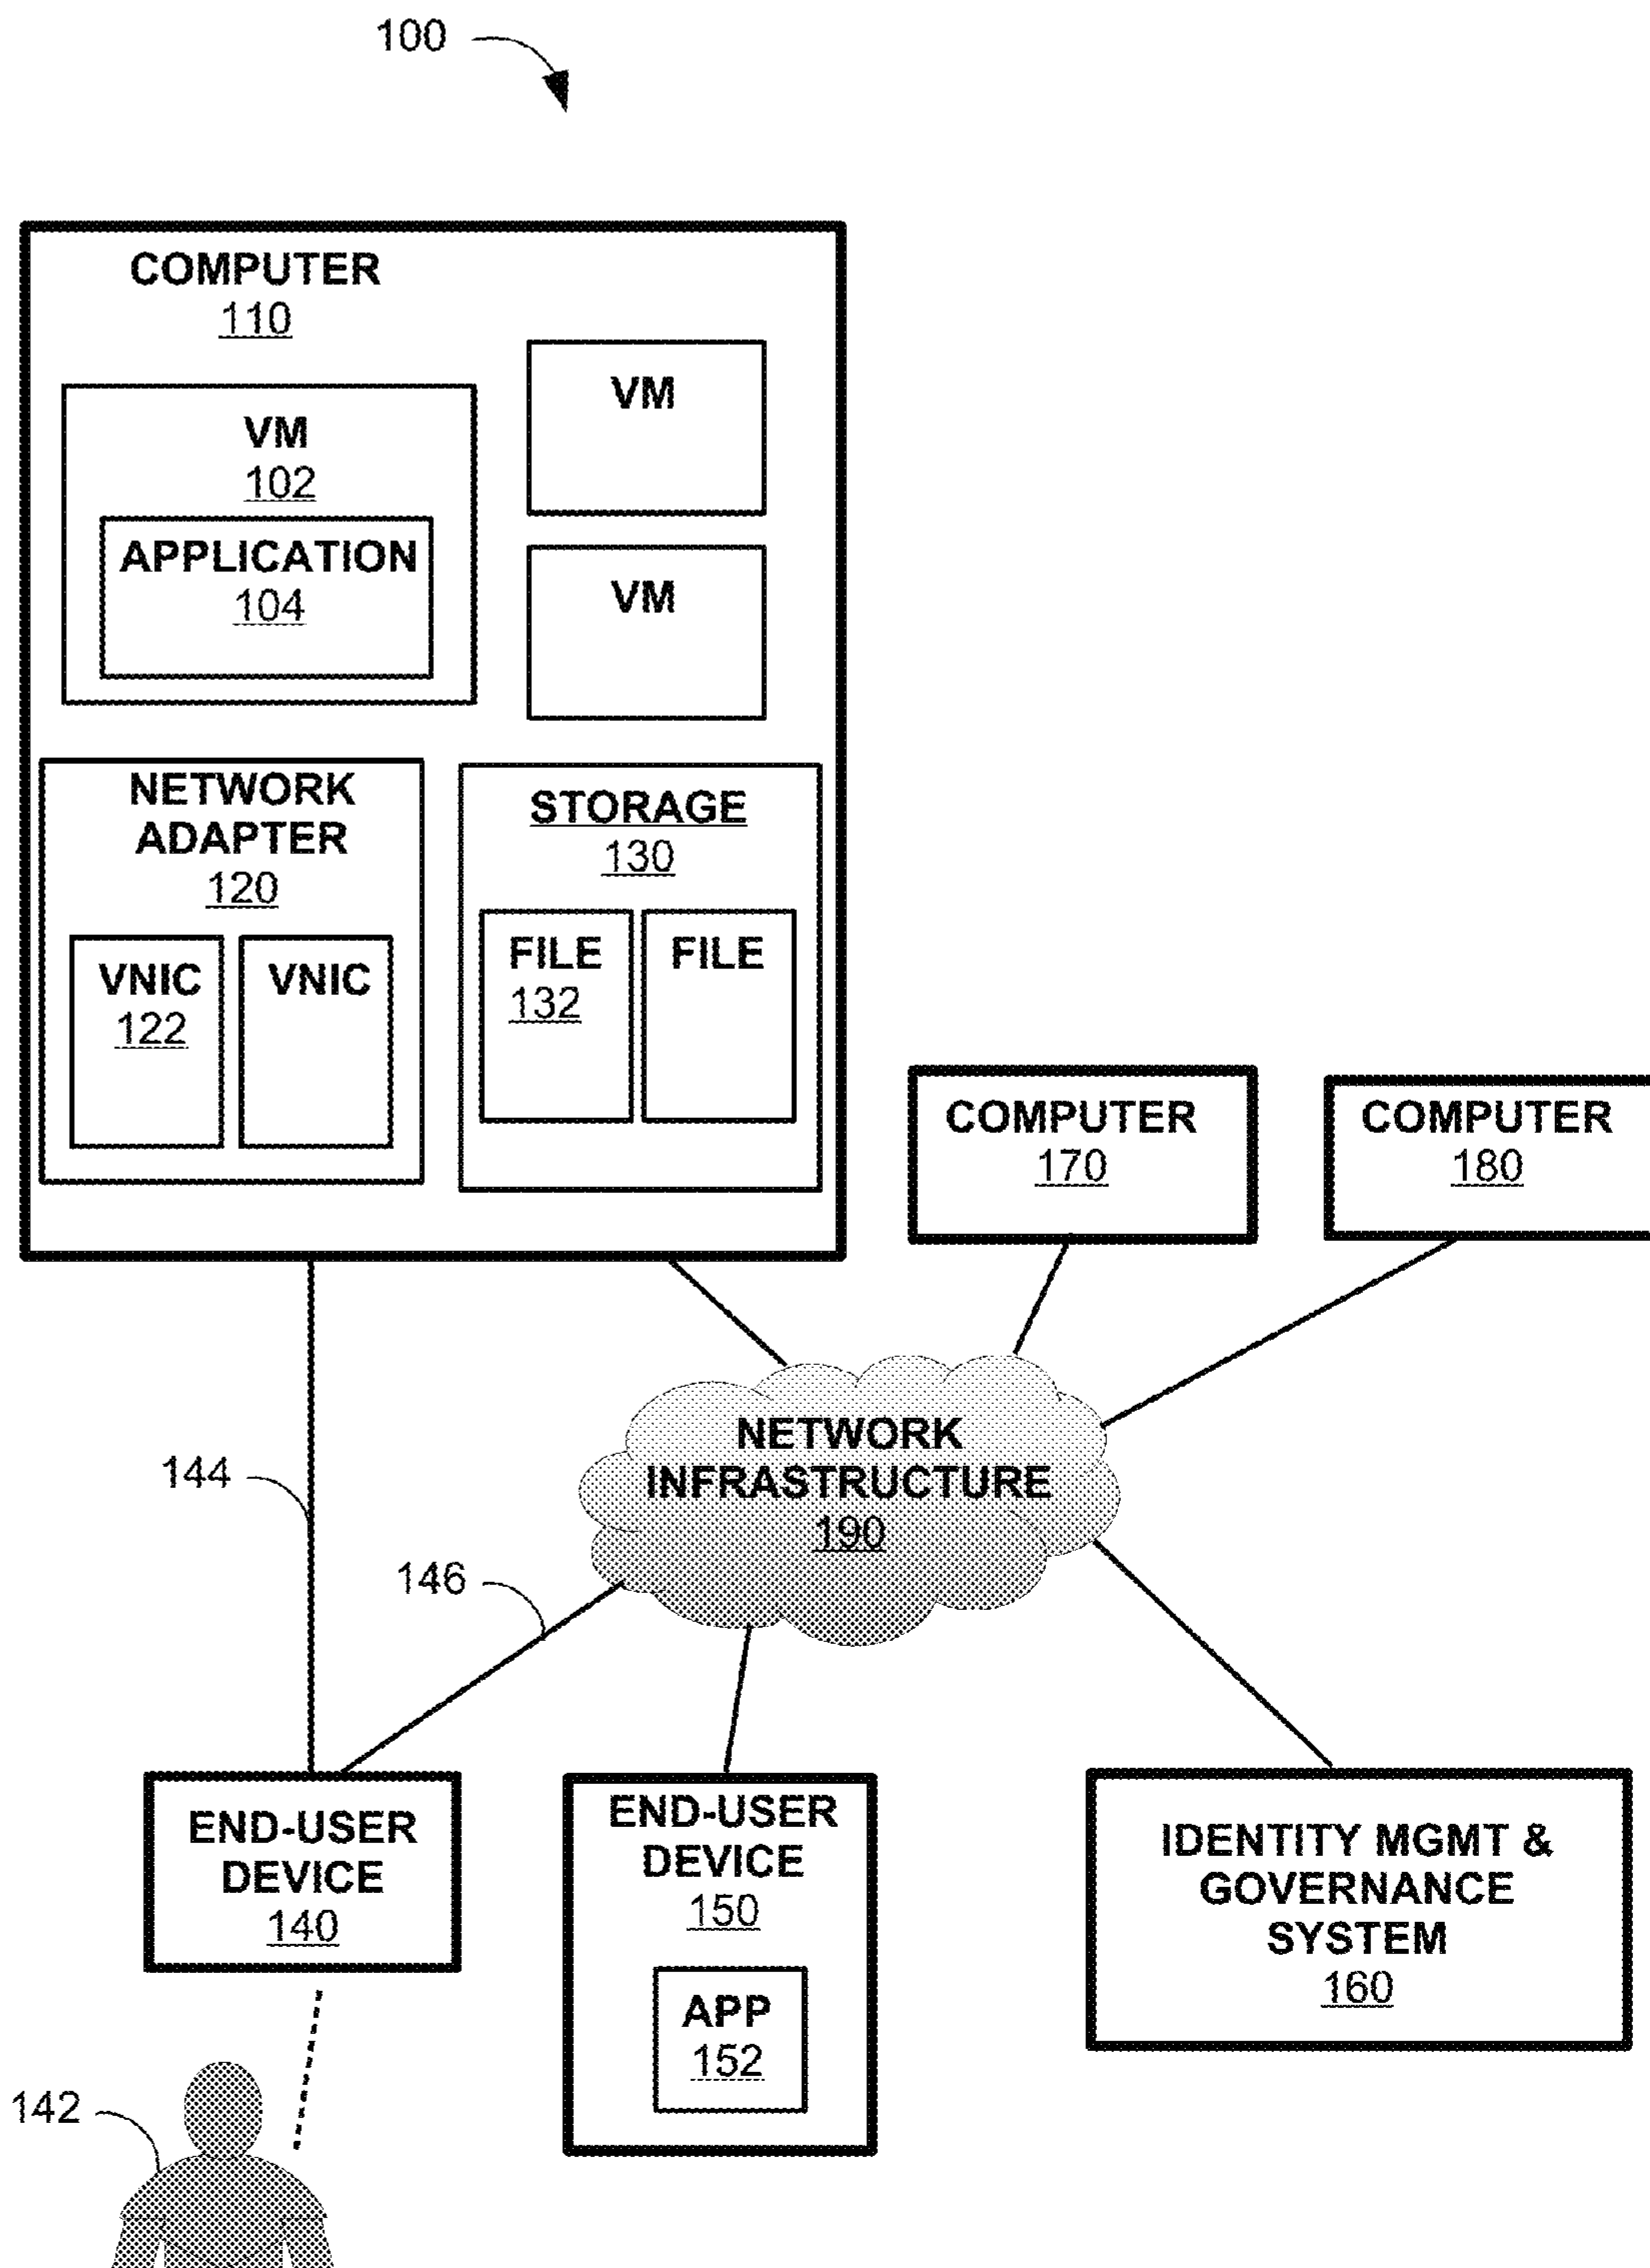 100
COMPUTER
110
VM
102
APPLICATION
104
VM
VM
NETWORK
ADAPTER
120
VNIC
122
VNIC
STORAGE
130
FILE
132
FILE
COMPUTER
170
COMPUTER
180
NETWORK
INFRASTRUCTURE
190
144
146
END-USER
DEVICE
140
END-USER
DEVICE
150
APP
152
IDENTITY MGMT &
GOVERNANCE
SYSTEM
160
142